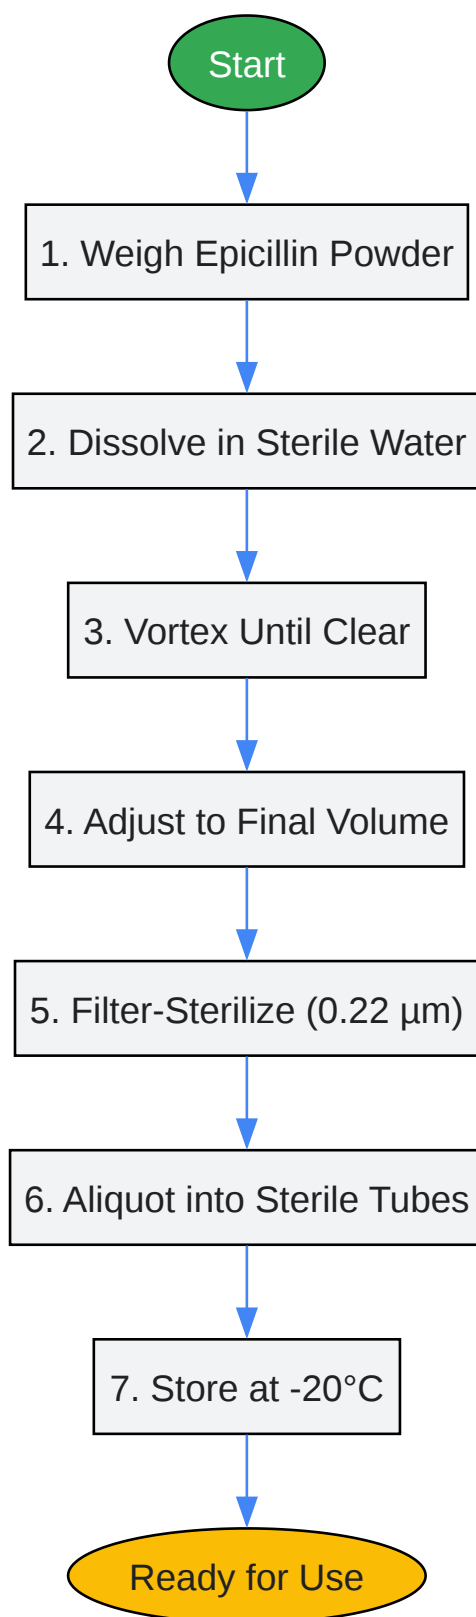 Start
1. Weigh Epicillin Powder
2. Dissolve in Sterile Water
3. Vortex Until Clear
4. Adjust to Final Volume
5. Filter-Sterilize (0.22 µm)
6. Aliquot into Sterile Tubes
7. Store at -20°C
Ready for Use